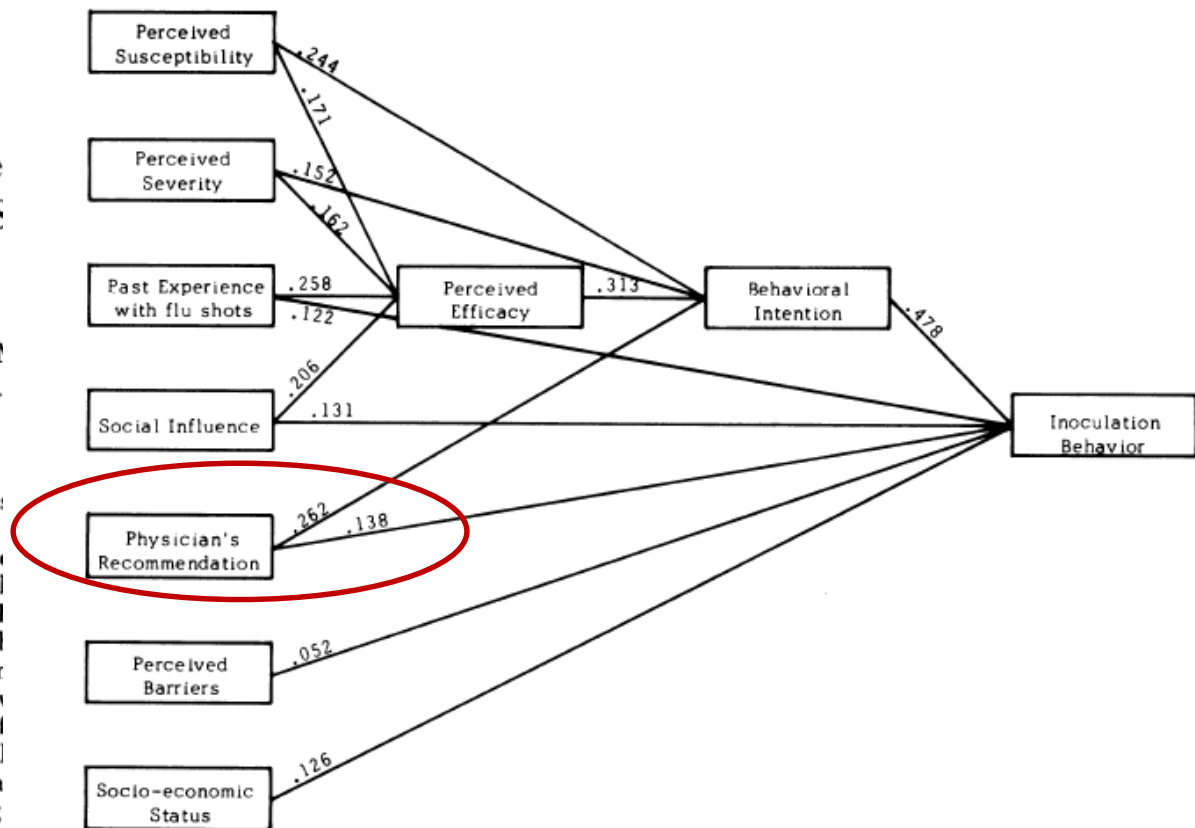 Perceived
Susceptibility
.244
.171
Perceived
Severity
.152
.162
Past Experience
with flu shots
.258
.122
Perceived
Efficacy
.313
Behavioral
Intention
.478
.206
Social Influence
.131
Inoculation
Behavior
Physician's
Recommendation
.262
.138
Perceived
Barriers
.052
Socio-economic
Status
.126